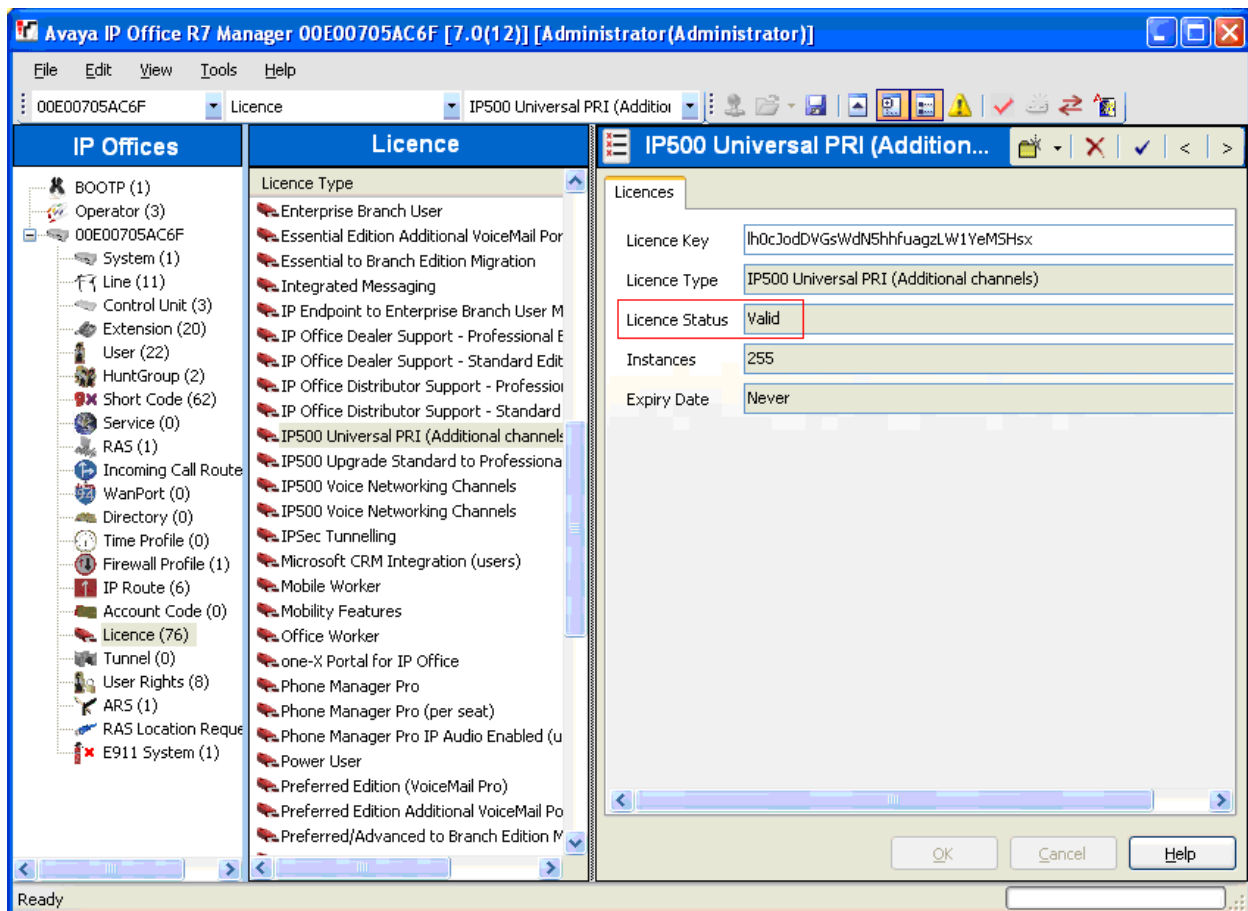 Avaya IP Office R7 Manager 00E00705AC6F [7.0(12)] [Administrator(Administrator)]
File Edit View Tools Help
00E00705AC6F Licence IP500 Universal PRI (Additior
IP Offices
BOOTP (1)
Operator (3)
00E00705AC6F
System (1)
Line (11)
Control Unit (3)
Extension (20)
User (22)
HuntGroup (2)
Short Code (62)
Service (0)
RAS (1)
Incoming Call Route
WanPort (0)
Directory (0)
Time Profile (0)
Firewall Profile (1)
IP Route (6)
Account Code (0)
Licence (76)
Tunnel (0)
User Rights (8)
ARS (1)
RAS Location Reque
E911 System (1)
Licence
Licence Type
Enterprise Branch User
Essential Edition Additional VoiceMail Por
Essential to Branch Edition Migration
Integrated Messaging
IP Endpoint to Enterprise Branch User M
IP Office Dealer Support - Professional E
IP Office Dealer Support - Standard Edit
IP Office Distributor Support - Profession
IP Office Distributor Support - Standard
IP500 Universal PRI (Additional channels
IP500 Upgrade Standard to Professiona
IP500 Voice Networking Channels
IP500 Voice Networking Channels
IPSec Tunnelling
Microsoft CRM Integration (users)
Mobile Worker
Mobility Features
Office Worker
one-X Portal for IP Office
Phone Manager Pro
Phone Manager Pro (per seat)
Phone Manager Pro IP Audio Enabled (u
Power User
Preferred Edition (VoiceMail Pro)
Preferred Edition Additional VoiceMail Po
Preferred/Advanced to Branch Edition M
IP500 Universal PRI (Addition...
Licences
Licence Key lh0cJodDVGsWdN5hhfuagzLW1YeMSHsx
Licence Type IP500 Universal PRI (Additional channels)
Licence Status Valid
Instances 255
Expiry Date Never
OK Cancel Help
Ready